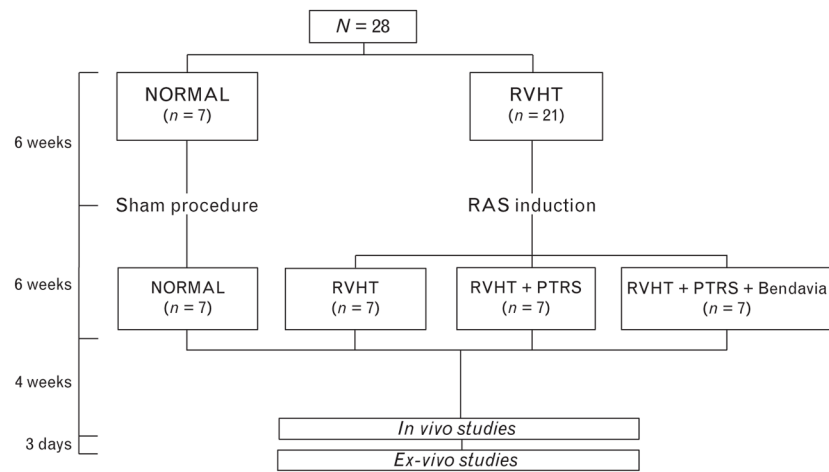 N = 28
NORMAL
(n = 7)
RVHT
(n = 21)
6 weeks
Sham procedure
RAS induction
6 weeks
NORMAL
(n = 7)
RVHT
(n = 7)
RVHT + PTRS
(n = 7)
RVHT + PTRS + Bendavia
(n = 7)
4 weeks
In vivo studies
3 days
Ex-vivo studies